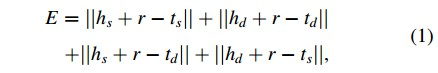 E = ||h_s + r − t_s|| + ||h_d + r − t_d||
+||h_s + r − t_d|| + ||h_d + r − t_s||, (1)